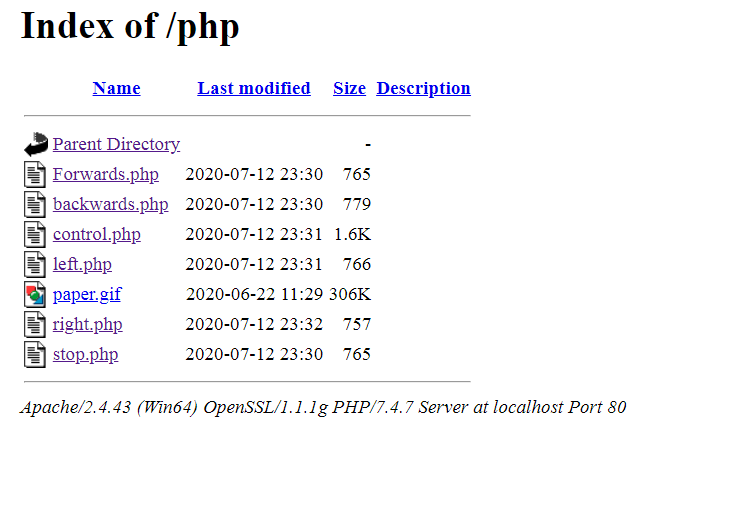 Index of /php
Name Last modified Size Description
Parent Directory -
Forwards.php 2020-07-12 23:30 765
backwards.php 2020-07-12 23:30 779
control.php 2020-07-12 23:31 1.6K
left.php 2020-07-12 23:31 766
paper.gif 2020-06-22 11:29 306K
right.php 2020-07-12 23:32 757
stop.php 2020-07-12 23:30 765
Apache/2.4.43 (Win64) OpenSSL/1.1.1g PHP/7.4.7 Server at localhost Port 80